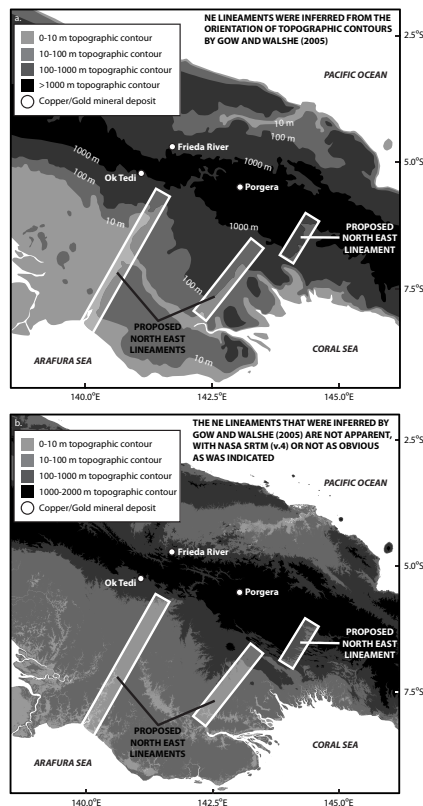 a.
NE LINEAMENTS WERE INFERRED FROM THE
ORIENTATION OF TOPOGRAPHIC CONTOURS
BY GOW AND WALSHE (2005)
0-10 m topographic contour
10-100 m topographic contour
100-1000 m topographic contour
>1000 m topographic contour
Copper/Gold mineral deposit
2.5°S
PACIFIC OCEAN
10 m
100 m
Frieda River
1000 m
1000 m
5.0°S
Ok Tedi
100 m
Porgera
10 m
1000 m
PROPOSED
NORTH EAST
LINEAMENT
100 m
7.5°S
PROPOSED
NORTH EAST
LINEAMENTS
ARAFURA SEA
10 m
CORAL SEA
140.0°E
142.5°E
145.0°E
b.
THE NE LINEAMENTS THAT WERE INFERRED BY
GOW AND WALSHE (2005) ARE NOT APPARENT,
WITH NASA SRTM (v.4) OR NOT AS OBVIOUS
AS WAS INDICATED
0-10 m topographic contour
10-100 m topographic contour
100-1000 m topographic contour
1000-2000 m topographic contour
Copper/Gold mineral deposit
2.5°S
PACIFIC OCEAN
Frieda River
5.0°S
Ok Tedi
Porgera
PROPOSED
NORTH EAST
LINEAMENT
7.5°S
PROPOSED
NORTH EAST
LINEAMENTS
ARAFURA SEA
CORAL SEA
140.0°E
142.5°E
145.0°E